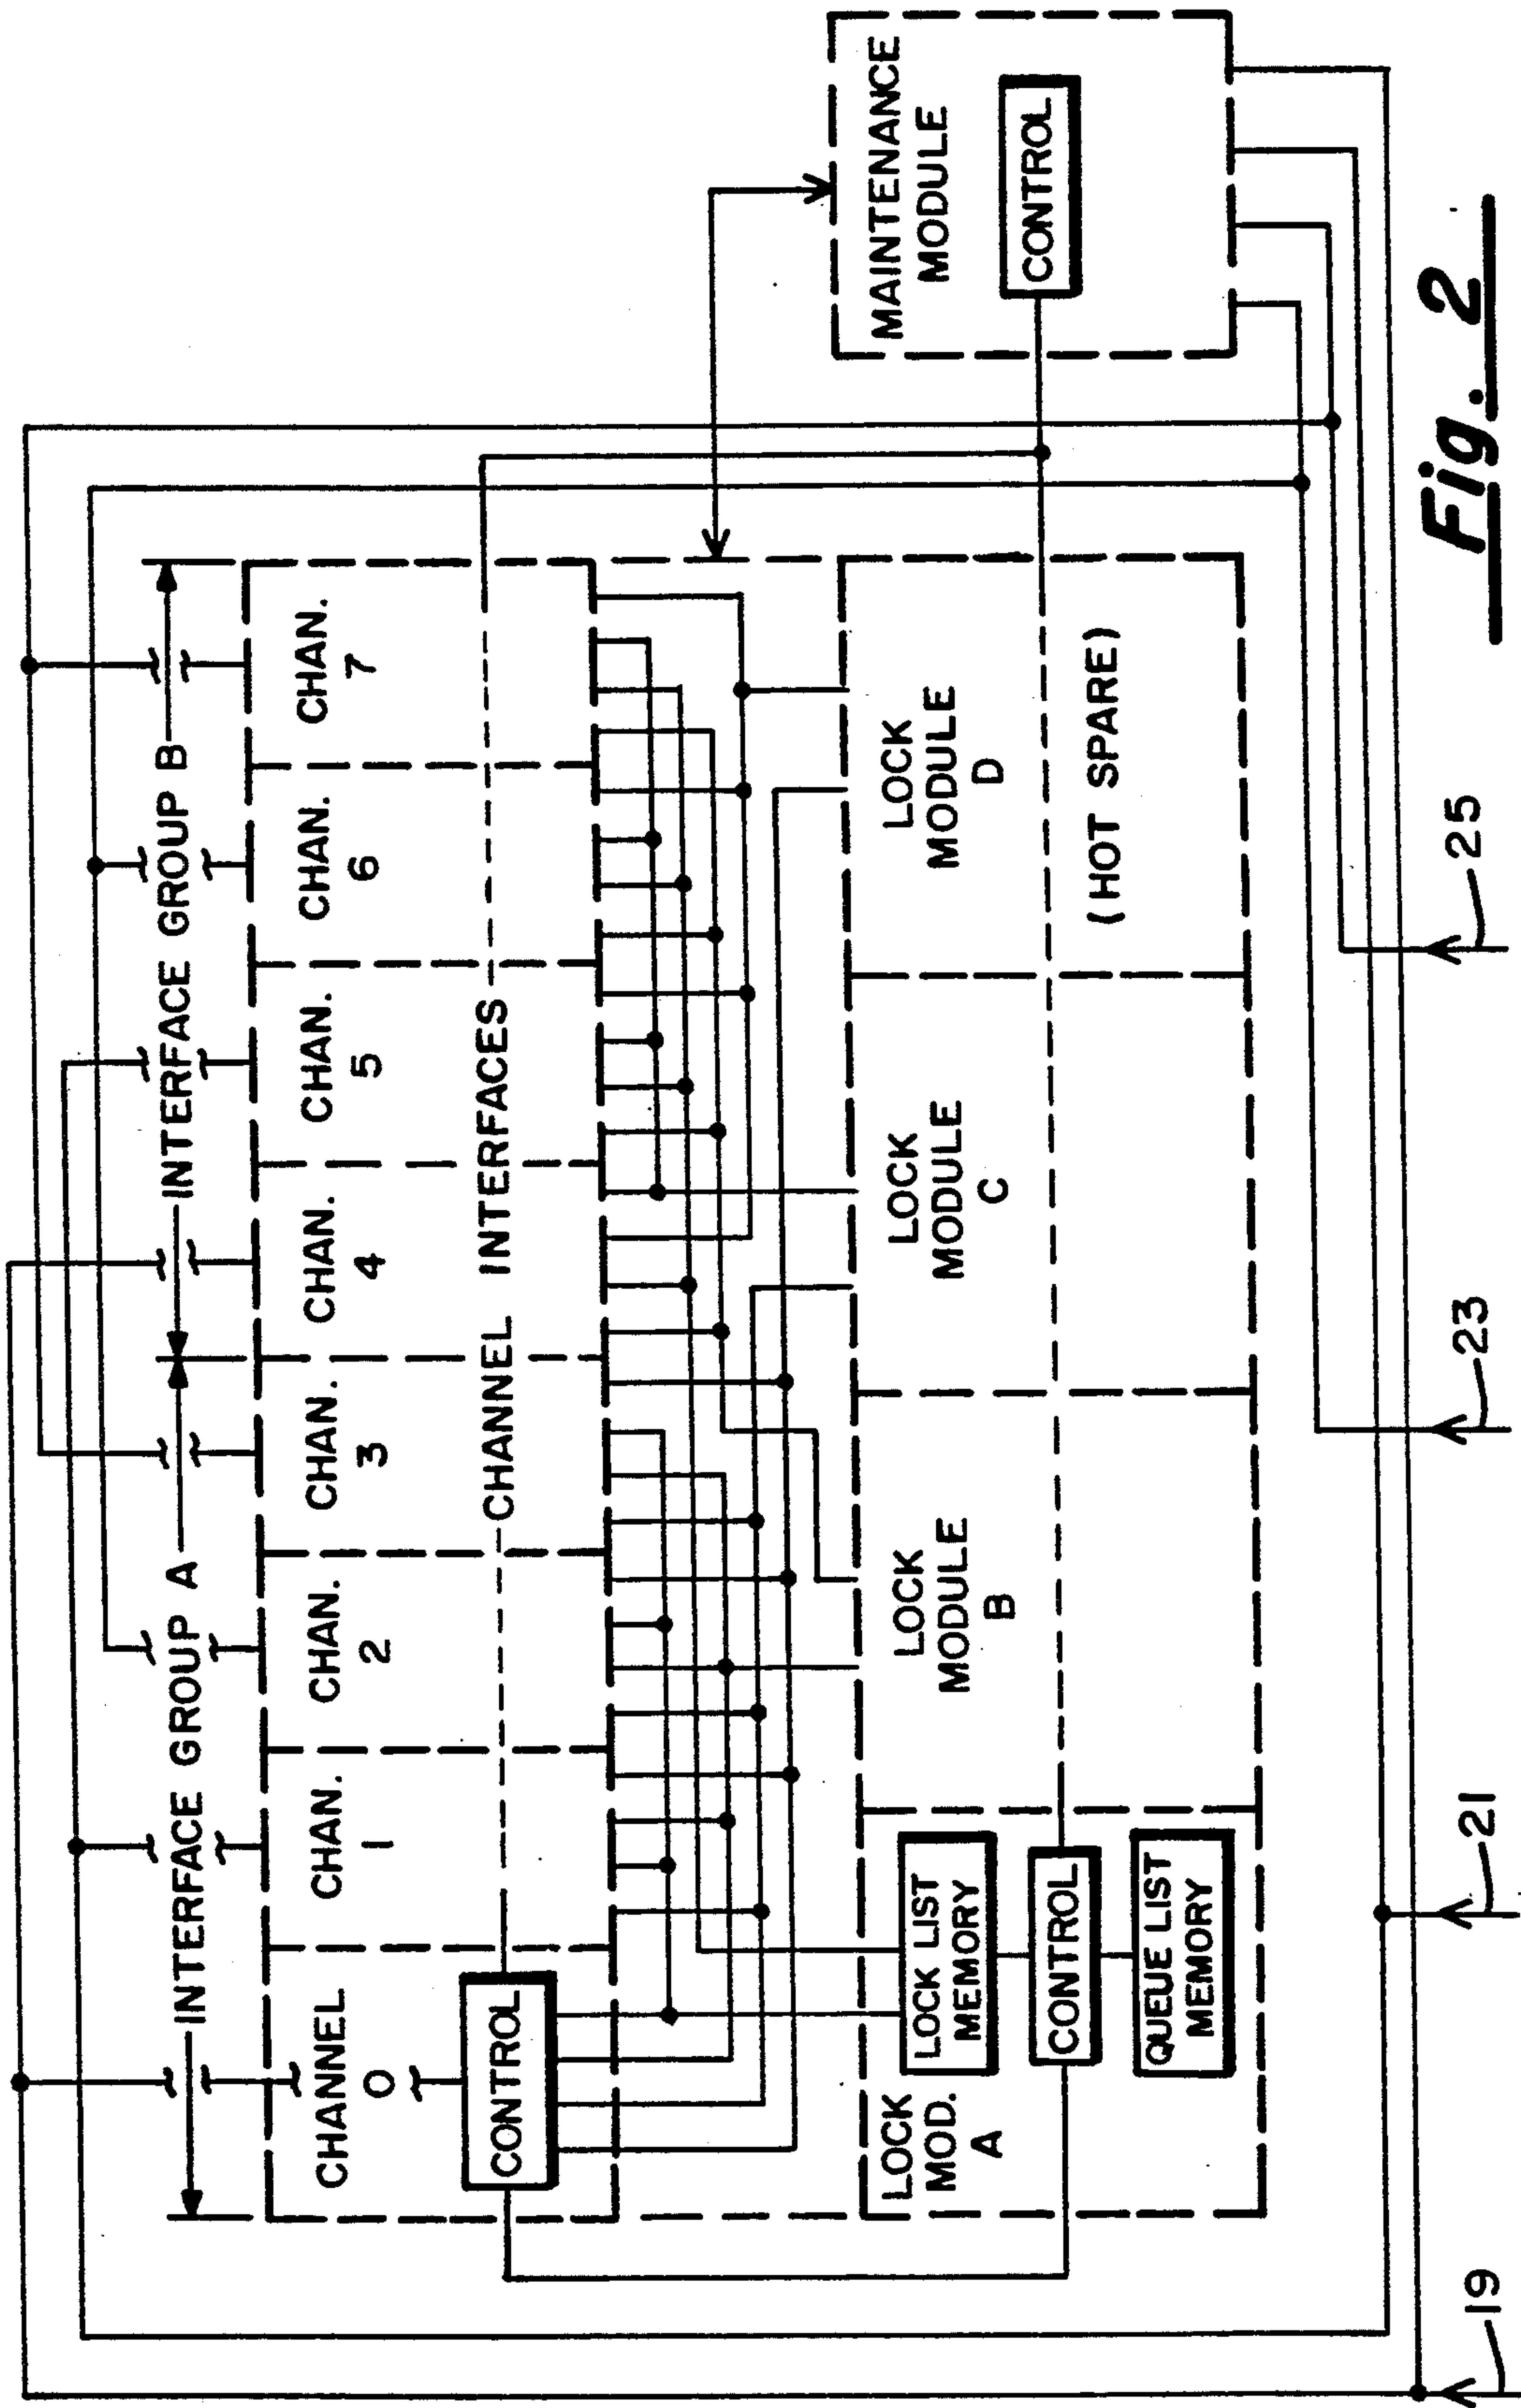 INTERFACE GROUP A
INTERFACE GROUP B
CHANNEL
0
CHAN.
1
CHAN.
2
CHAN.
3
CHAN.
4
CHAN.
5
CHAN.
6
CHAN.
7
CONTROL
CHANNEL INTERFACES
LOCK
MOD.
A
LOCK LIST
MEMORY
CONTROL
QUEUE LIST
MEMORY
LOCK
MODULE
B
LOCK
MODULE
C
LOCK
MODULE
D
(HOT SPARE)
MAINTENANCE
MODULE
CONTROL
19
21
23
25
Fig. 2